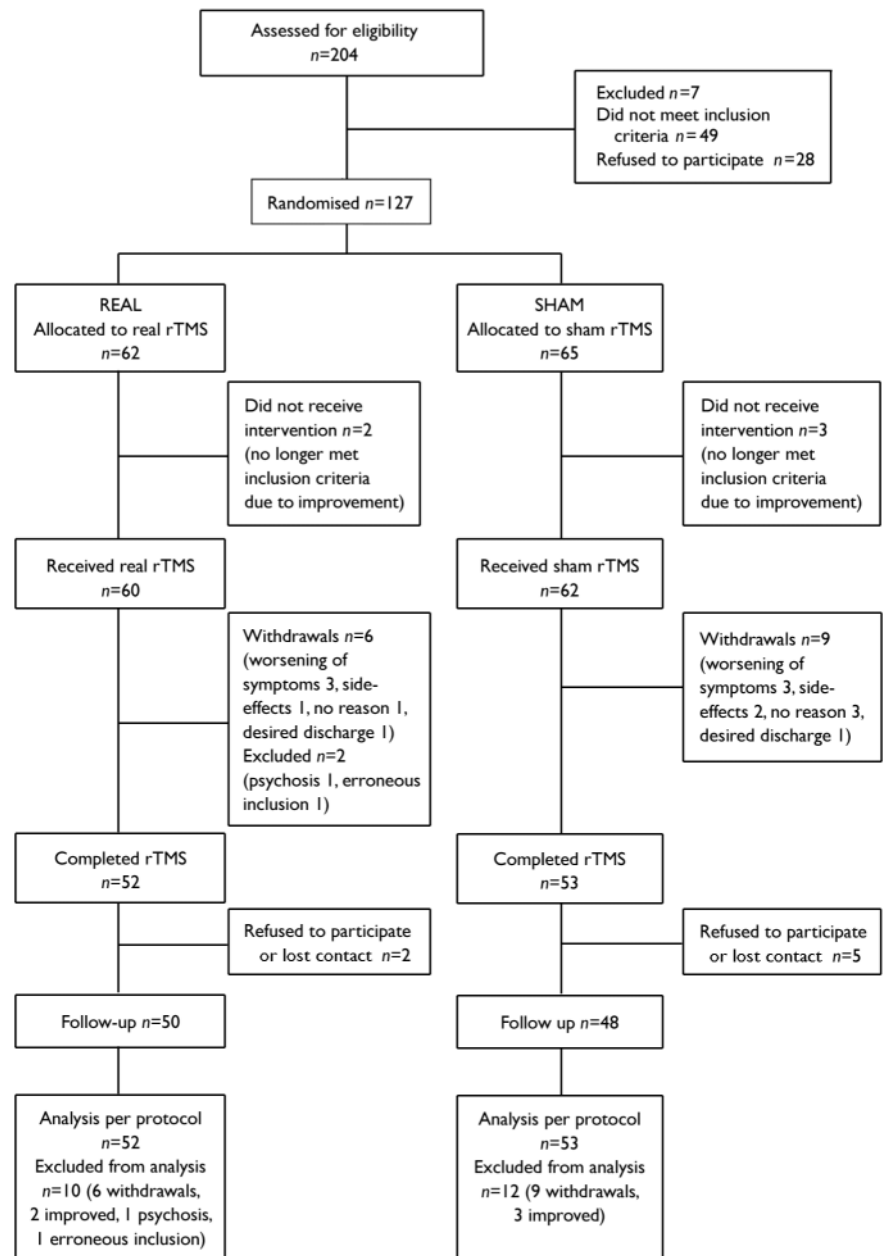 Assessed for eligibility
n=204
Excluded n=7
Did not meet inclusion
criteria n=49
Refused to participate n=28
Randomised n=127
REAL
Allocated to real rTMS
n=62
SHAM
Allocated to sham rTMS
n=65
Did not receive
intervention n=2
(no longer met
inclusion criteria
due to improvement)
Did not receive
intervention n=3
(no longer met
inclusion criteria
due to improvement)
Received real rTMS
n=60
Received sham rTMS
n=62
Withdrawals n=6
(worsening of
symptoms 3, side-
effects 1, no reason 1,
desired discharge 1)
Excluded n=2
(psychosis 1, erroneous
inclusion 1)
Withdrawals n=9
(worsening of
symptoms 3, side-
effects 2, no reason 3,
desired discharge 1)
Completed rTMS
n=52
Completed rTMS
n=53
Refused to participate
or lost contact n=2
Refused to participate
or lost contact n=5
Follow-up n=50
Follow up n=48
Analysis per protocol
n=52
Excluded from analysis
n=10 (6 withdrawals,
2 improved, 1 psychosis,
1 erroneous inclusion)
Analysis per protocol
n=53
Excluded from analysis
n=12 (9 withdrawals,
3 improved)